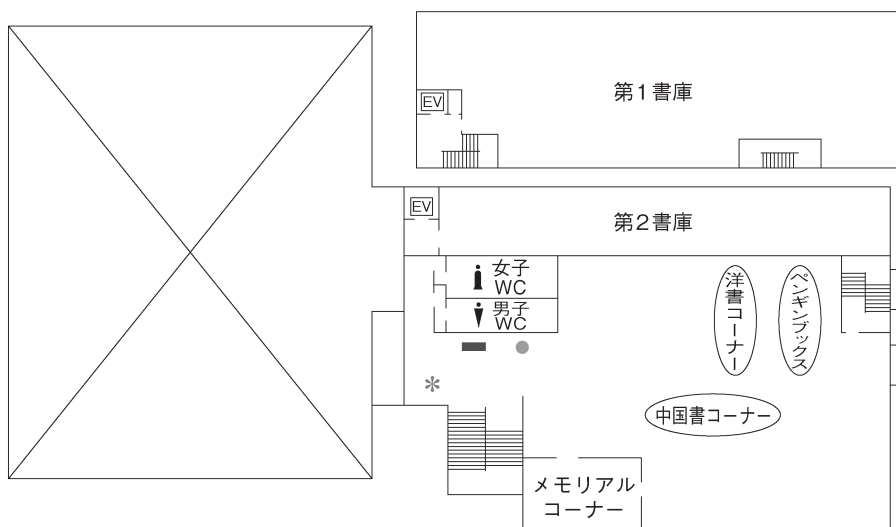 第1書庫
EV
EV
第2書庫
女子
WC
男子
WC
洋書コーナー
ペンギンブックス
中国書コーナー
メモリアル
コーナー